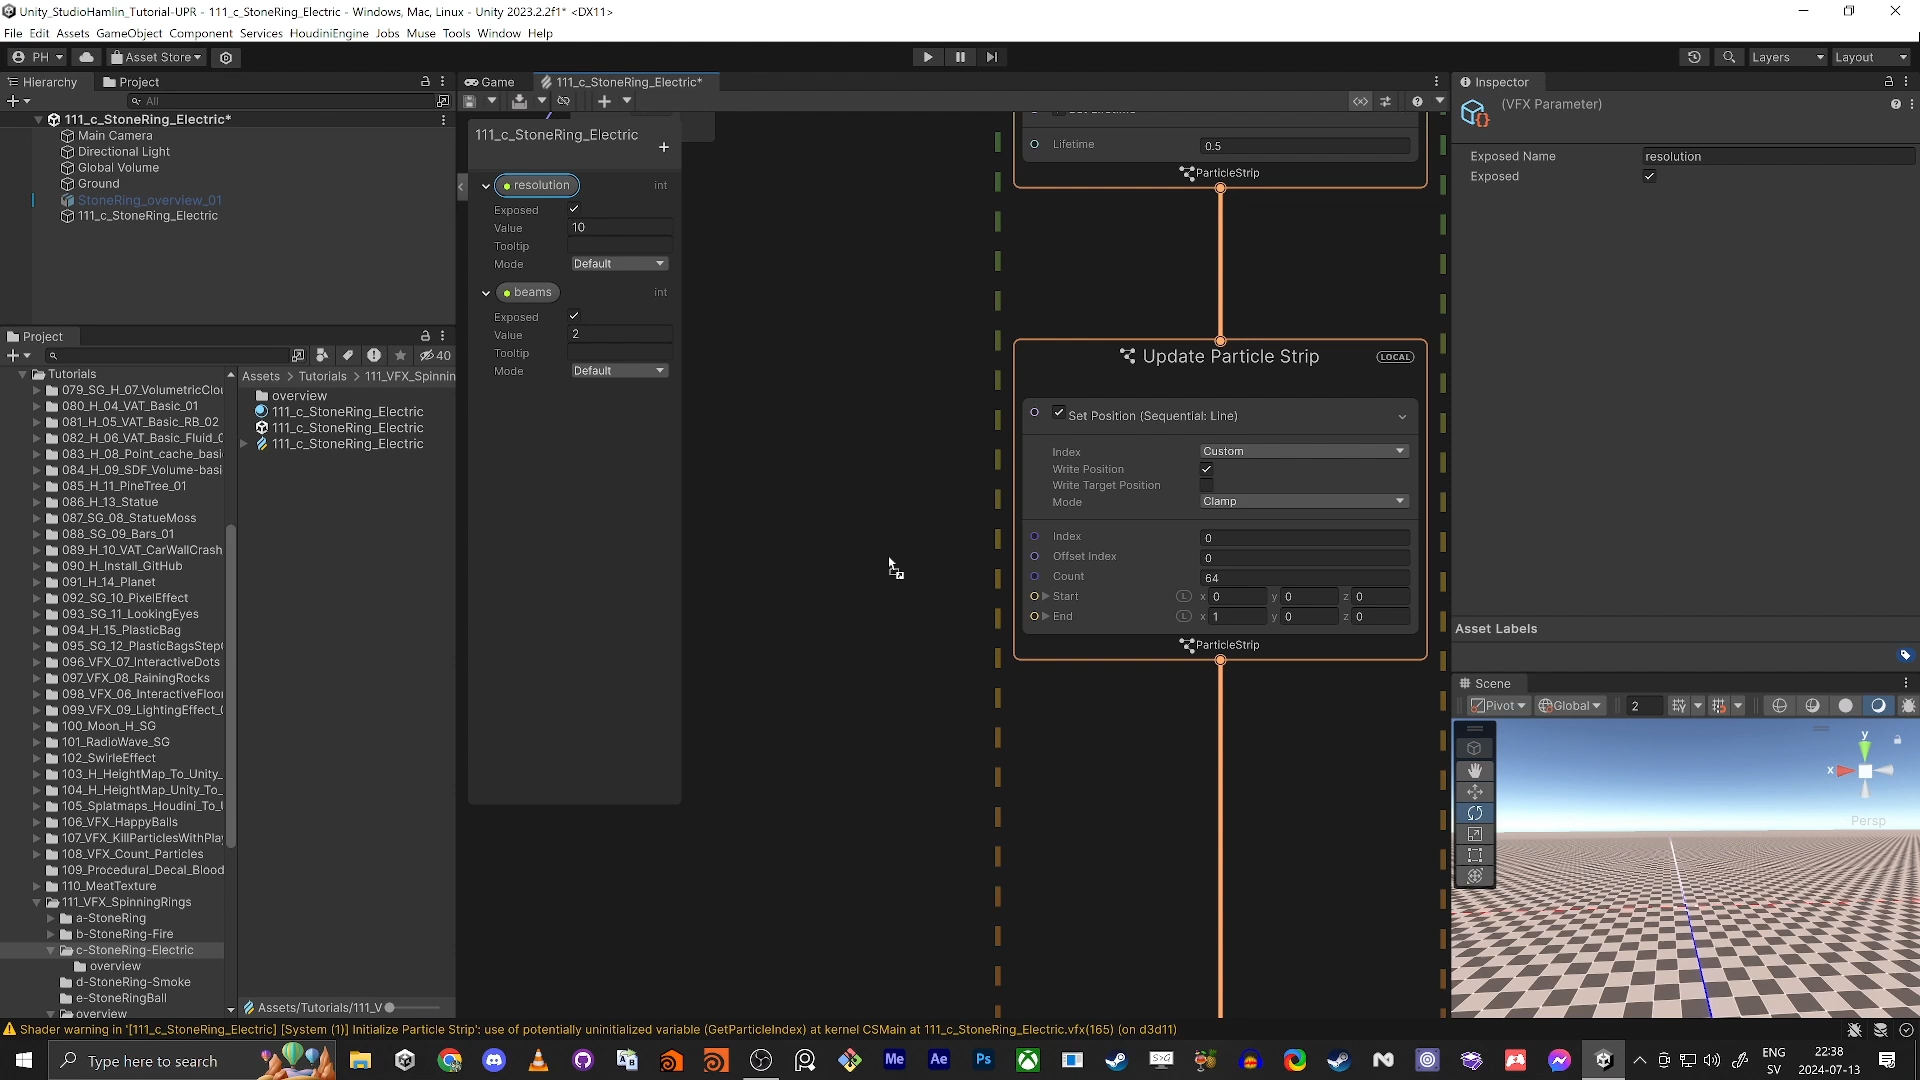 Unity_StudioHamlin_Tutorial-UPR - 111_c_StoneRing_Electric - Windows, Mac, Linux - Unity 2023.2.2f1* <DX11>
File Edit Assets GameObject Component Services HoudiniEngine Jobs Muse Tools Window Help
PH Asset Store Layers Layout
Hierarchy Project
All
111_c_StoneRing_Electric*
Main Camera
Directional Light
Global Volume
Ground
StoneRing_overview_01
111_c_StoneRing_Electric
Project
40
Tutorials
079_SG_H_07_VolumetricClou
080_H_04_VAT_Basic_01
081_H_05_VAT_Basic_RB_02
082_H_06_VAT_Basic_Fluid_0
083_H_08_Point_cache_basi
084_H_09_SDF_Volume-basi
085_H_11_PineTree_01
086_H_13_Statue
087_SG_08_StatueMoss
088_SG_09_Bars_01
089_H_10_VAT_CarWallCrash
090_H_Install_GitHub
091_H_14_Planet
092_SG_10_PixelEffect
093_SG_11_LookingEyes
094_H_15_PlasticBag
095_SG_12_PlasticBagsStep
096_VFX_07_InteractiveDots
097_VFX_08_RainingRocks
098_VFX_06_InteractiveFloor
099_VFX_09_LightingEffect_
100_Moon_H_SG
101_RadioWave_SG
102_SwirleEffect
103_H_HeightMap_To_Unity_
104_H_HeightMap_Unity_To_
105_Splatmaps_Houdini_To_
106_VFX_HappyBalls
107_VFX_KillParticlesWithPla
108_VFX_Count_Particles
109_Procedural_Decal_Blood
110_MeatTexture
111_VFX_SpinningRings
a-StoneRing
b-StoneRing-Fire
c-StoneRing-Electric
overview
d-StoneRing-Smoke
e-StoneRingBall
overview
Assets > Tutorials > 111_VFX_Spinnin
overview
111_c_StoneRing_Electric
111_c_StoneRing_Electric
111_c_StoneRing_Electric
Assets/Tutorials/111_V
Game 111_c_StoneRing_Electric*
111_c_StoneRing_Electric
resolution int
Exposed
Value 10
Tooltip
Mode Default
beams int
Exposed
Value 2
Tooltip
Mode Default
Lifetime 0.5
ParticleStrip
Update Particle Strip LOCAL
Set Position (Sequential: Line)
Index Custom
Write Position
Write Target Position
Mode Clamp
Index 0
Offset Index 0
Count 64
Start L x 0 y 0 z 0
End L x 1 y 0 z 0
ParticleStrip
Inspector
(VFX Parameter)
Exposed Name resolution
Exposed
Asset Labels
Scene
Pivot Global 2
y
x
Persp
Shader warning in '[111_c_StoneRing_Electric] [System (1)] Initialize Particle Strip': use of potentially uninitialized variable (GetParticleIndex) at kernel CSMain at 111_c_StoneRing_Electric.vfx(165) (on d3d11)
Type here to search
Me Ae Ps
ENG
SV
22:38
2024-07-13